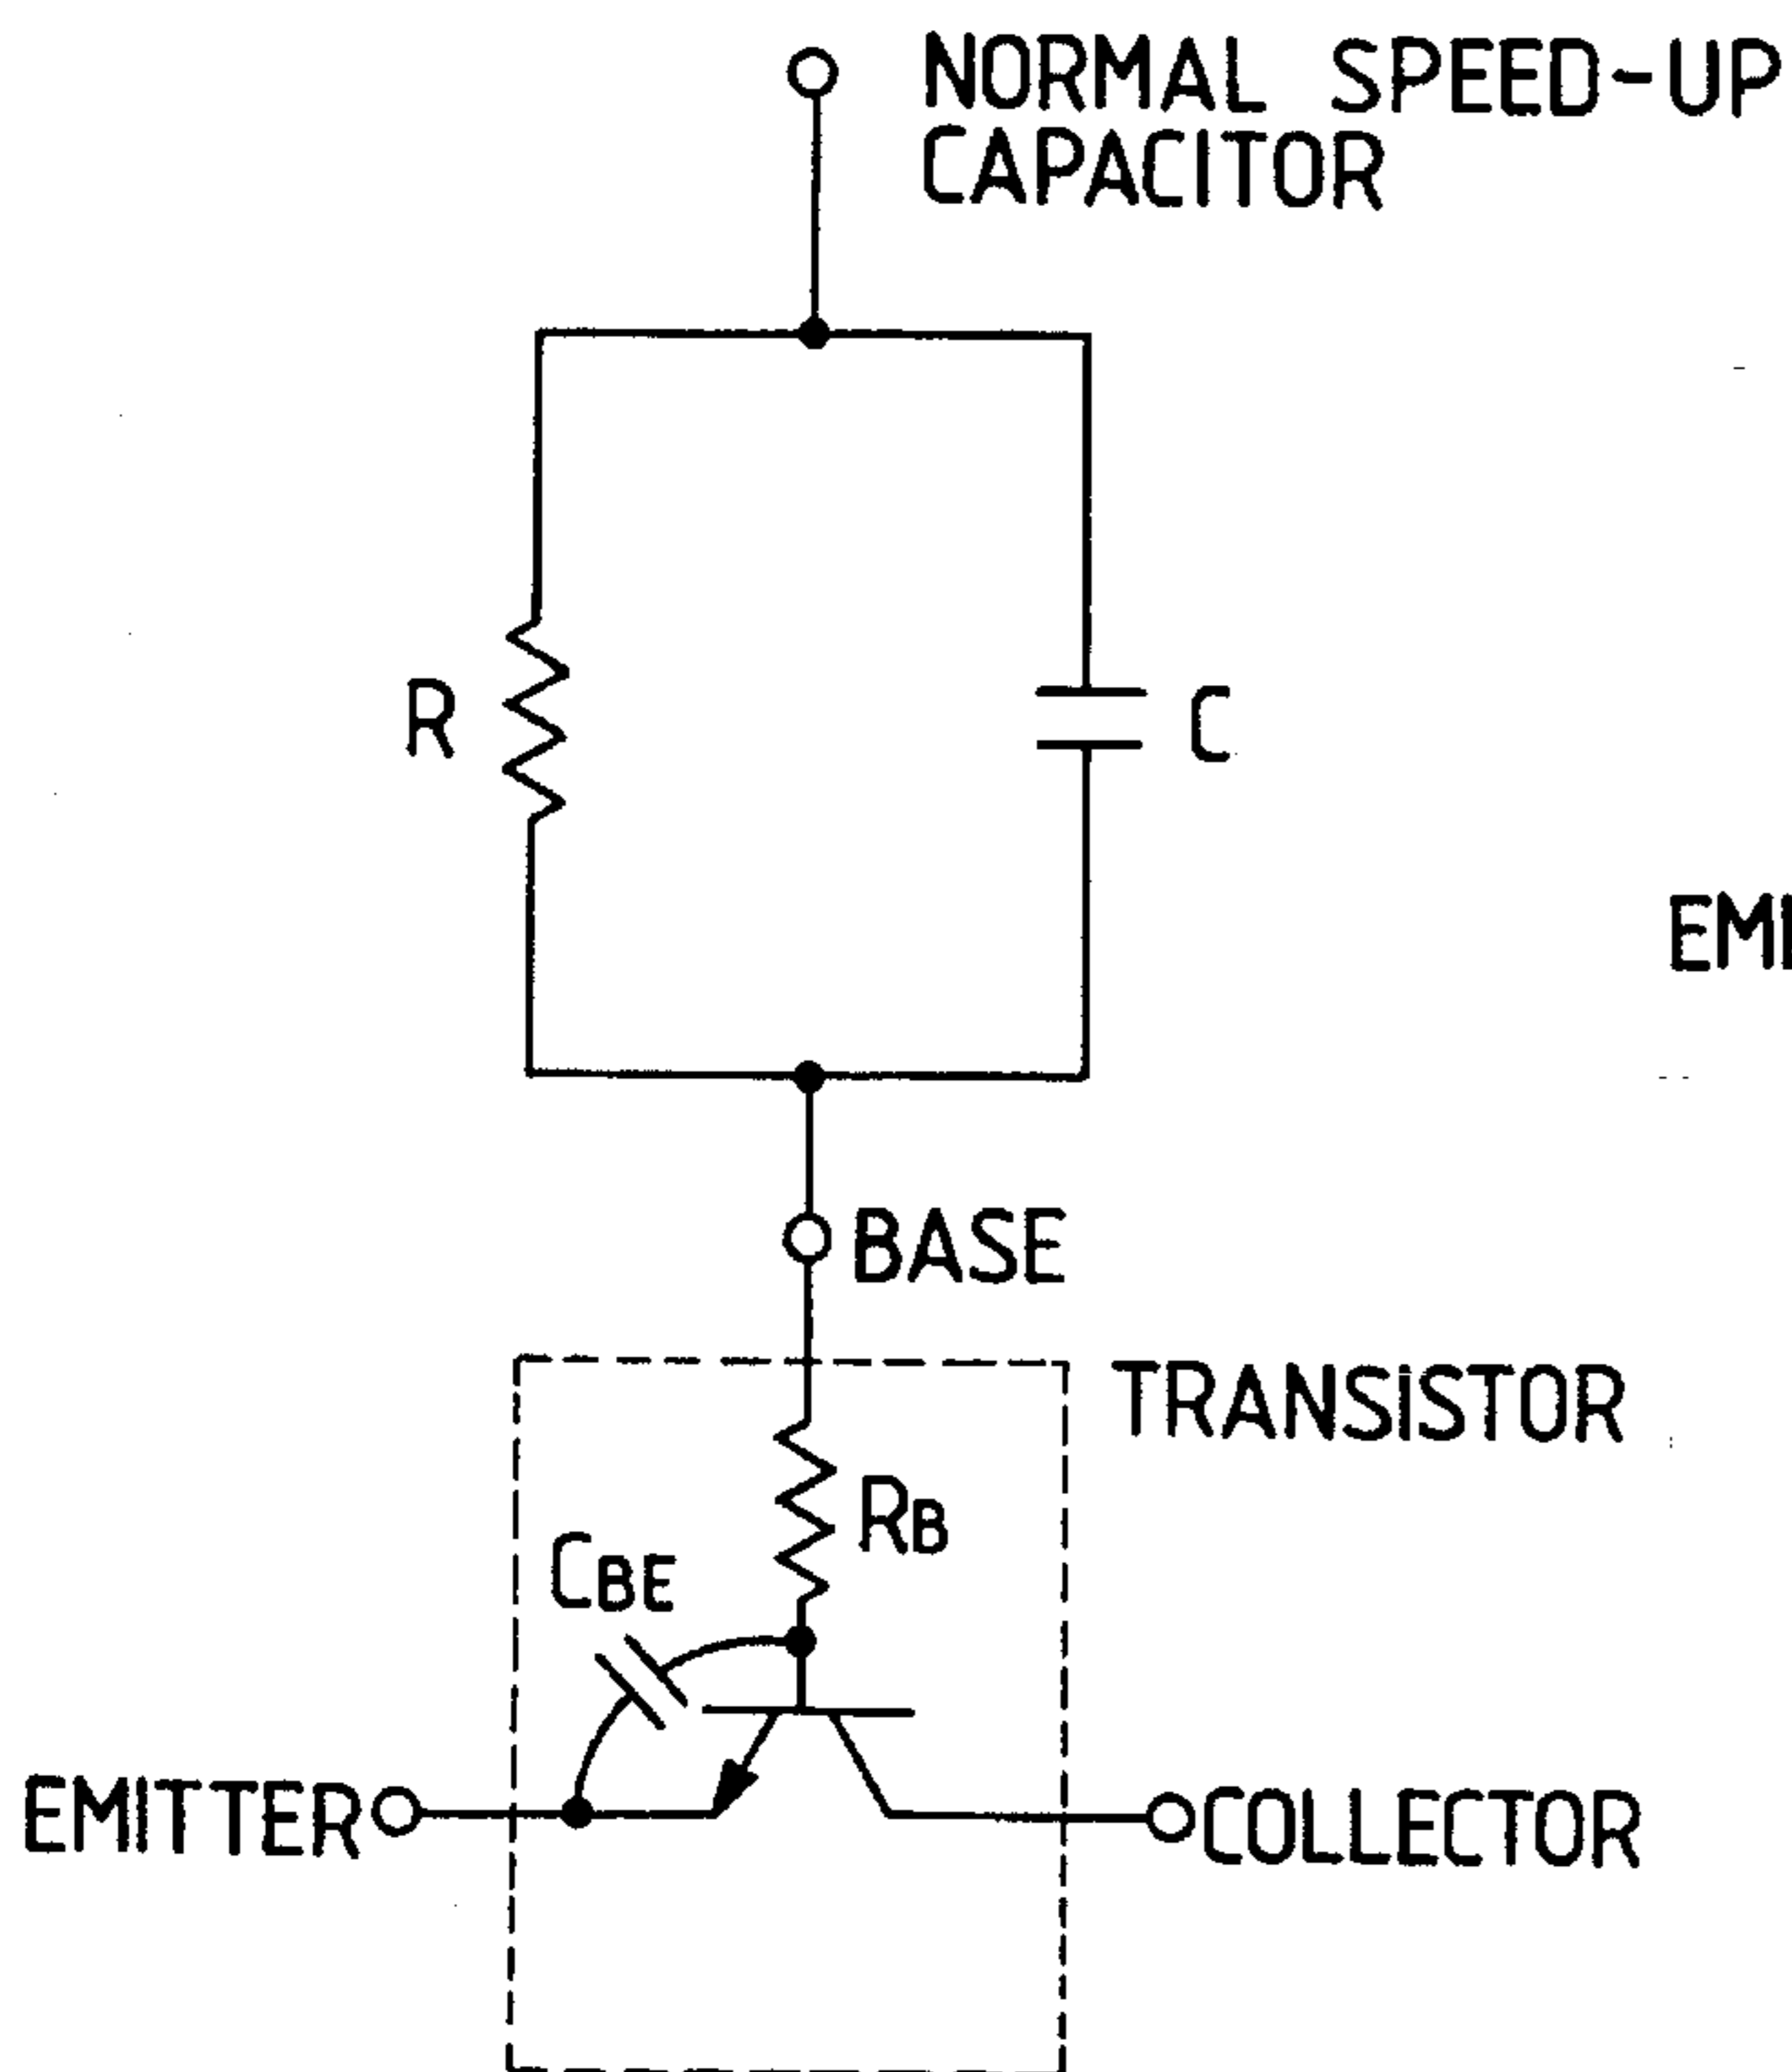 NORMAL SPEED-UP
CAPACITOR
R
C
EMI
BASE
TRANSiSTOR
RB
CBE
EMITTER
COLLECTOR